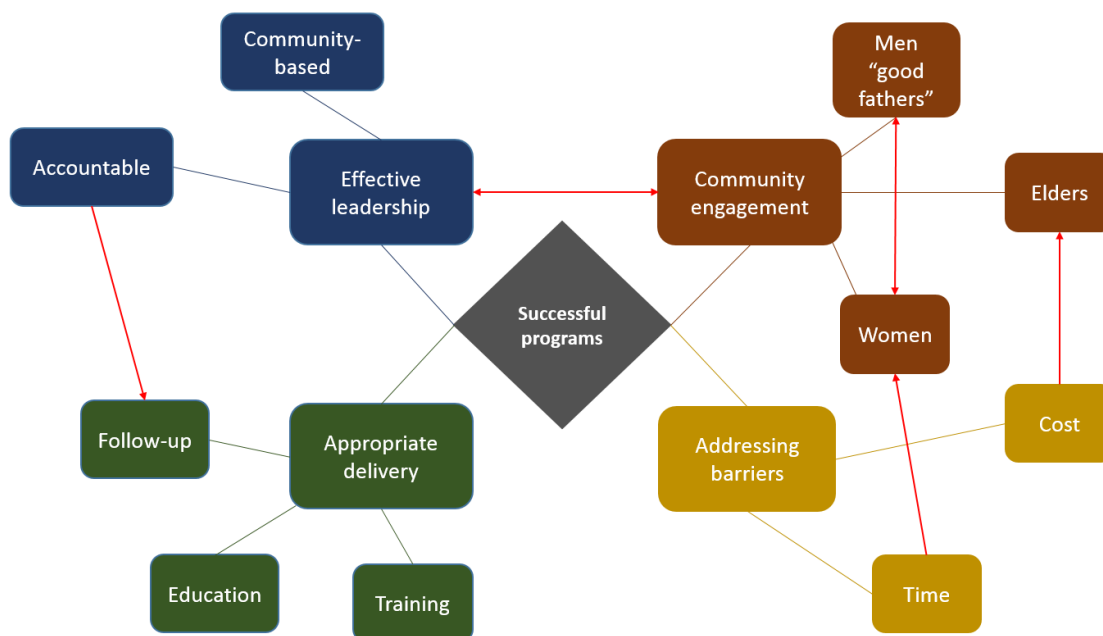 Community-
based
Men
“good
fathers”
Accountable
Effective
leadership
Community
engagement
Elders
Successful
programs
Women
Follow-up
Appropriate
delivery
Addressing
barriers
Cost
Education
Training
Time